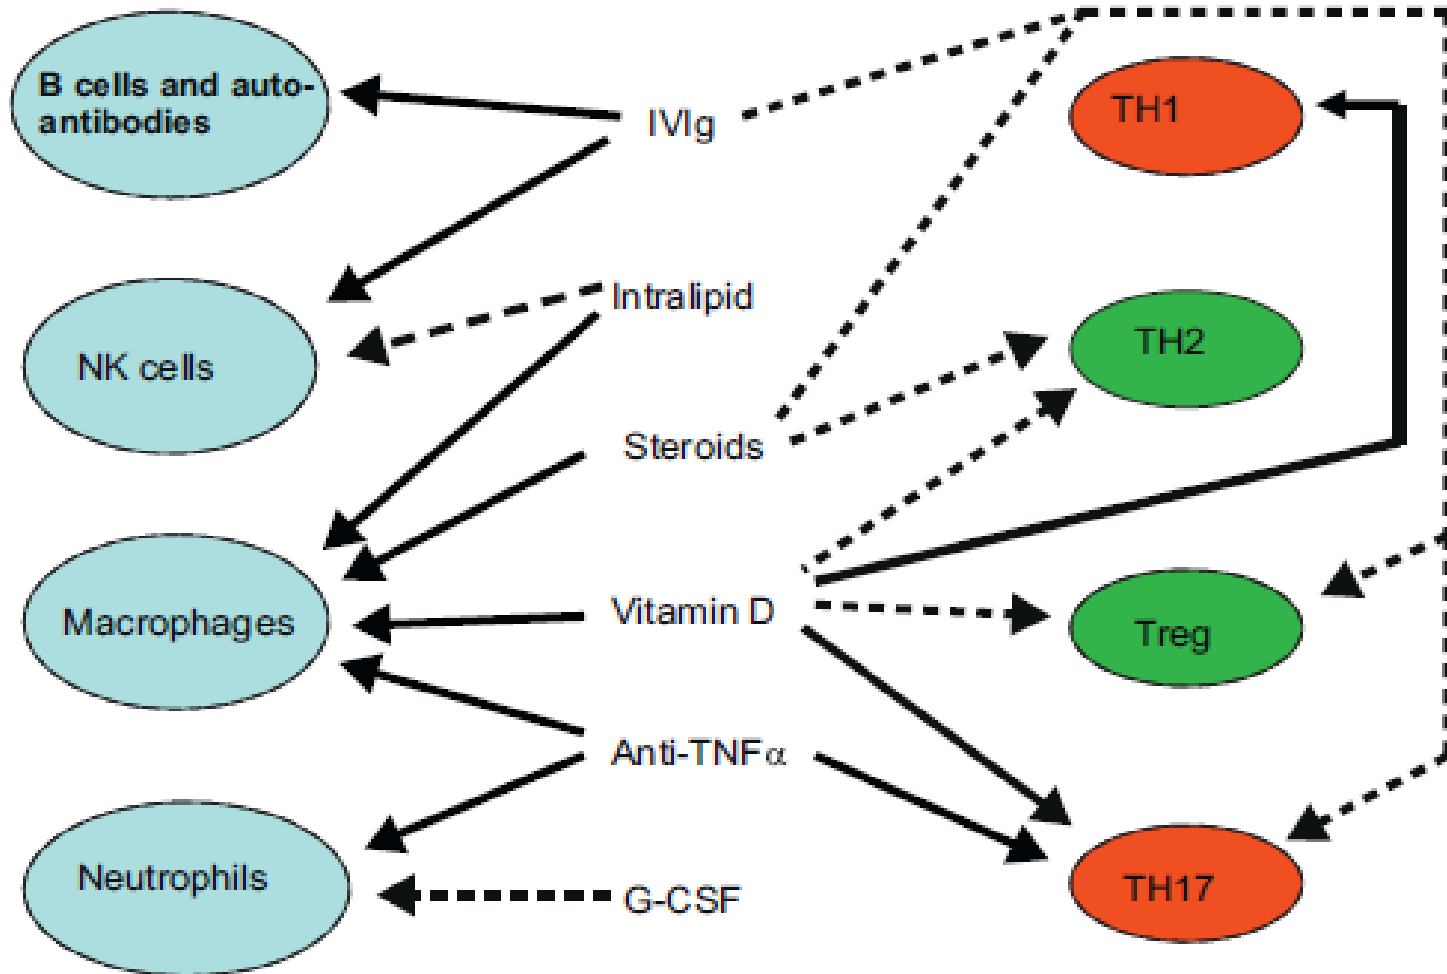 B cells and auto-
antibodies
IVIg
TH1
NK cells
Intralipid
TH2
Steroids
Macrophages
Vitamin D
Treg
Anti-TNFα
Neutrophils
G-CSF
TH17